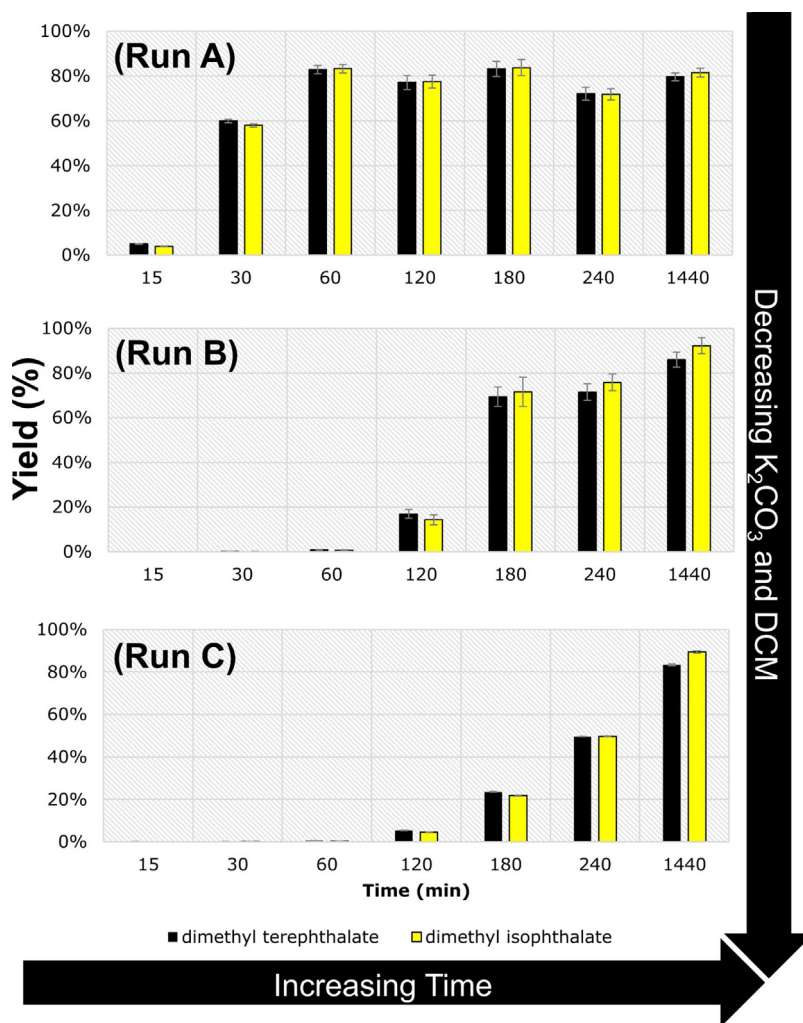 (Run A)
100%
80%
60%
40%
20%
0%
15 30 60 120 180 240 1440
(Run B)
100%
80%
60%
40%
20%
0%
15 30 60 120 180 240 1440
(Run C)
100%
80%
60%
40%
20%
0%
15 30 60 120 180 240 1440
Time (min)
Yield (%)
dimethyl terephthalate dimethyl isophthalate
Increasing Time
Decreasing K₂CO₃ and DCM